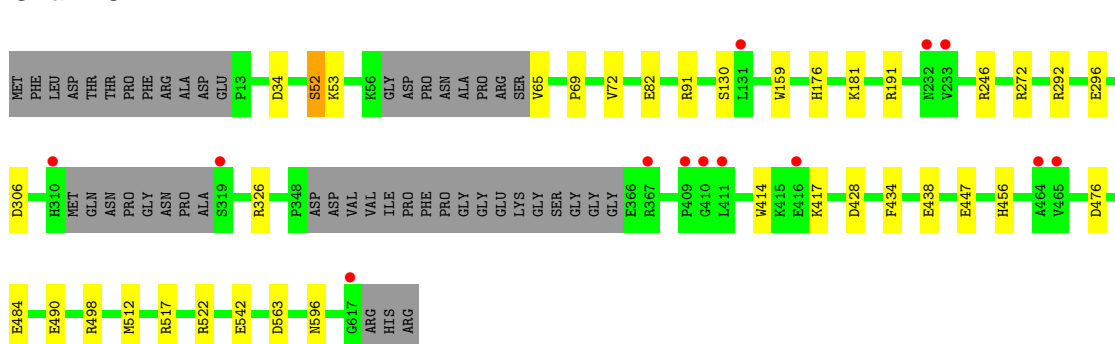 MET PHE LEU ASP THR THR PRO PHE ARG ALA ASP GLU P13 D34 S52 K53 K56 GLY ASP PRO ASN ALA PRO ARG SER V65 P69 V72 E82 R91 S130 L131 W159 H176 K181 R191 N232 V233 R246 R272 R292 E296
D306 H310 MET GLN ASN PRO GLY ASN PRO ALA S319 R326 P348 ASP ASP VAL VAL ILE PRO PHE PRO GLY GLY GLU LYS GLY SER GLY GLY GLY E366 R367 P409 G410 L411 W414 K415 E416 K417 D428 F434 E438 E447 H456 A464 V465 D476
E484 E490 R498 M512 R517 R522 E542 D563 N596 G617 ARG HIS ARG